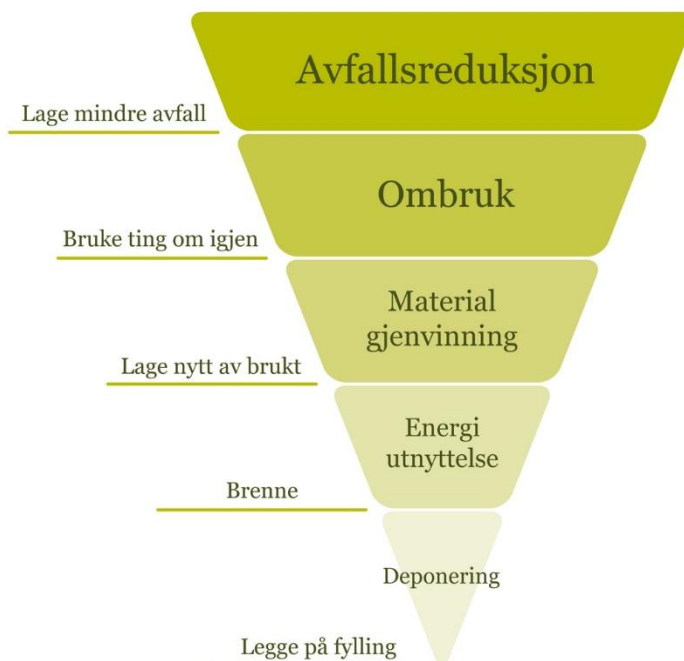 Avfallsreduksjon
Lage mindre avfall
Ombruk
Bruke ting om igjen
Material
gjenvinning
Lage nytt av brukt
Energi
utnyttelse
Brenne
Deponering
Legge på fylling